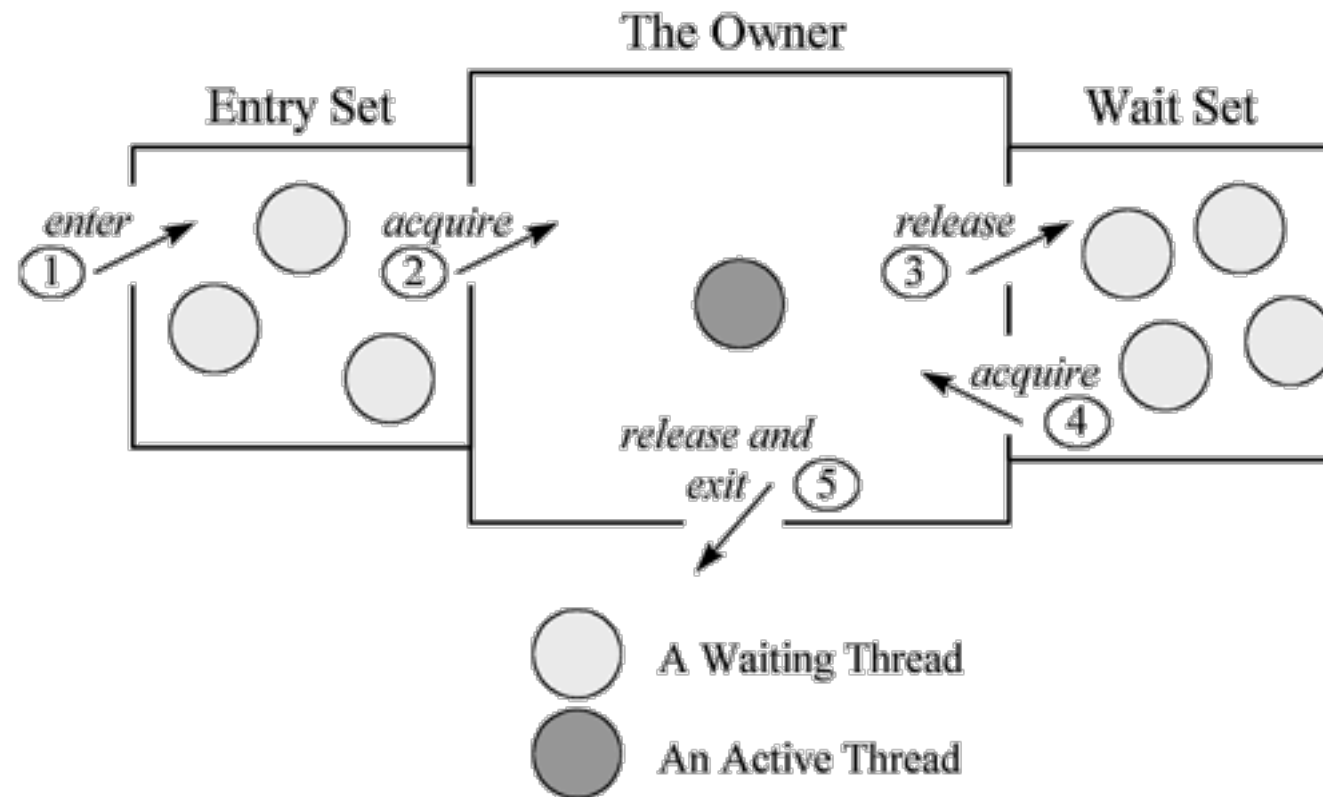 The Owner
Entry Set
Wait Set
enter
1
acquire
2
release
3
acquire
4
release and
exit 5
A Waiting Thread
An Active Thread